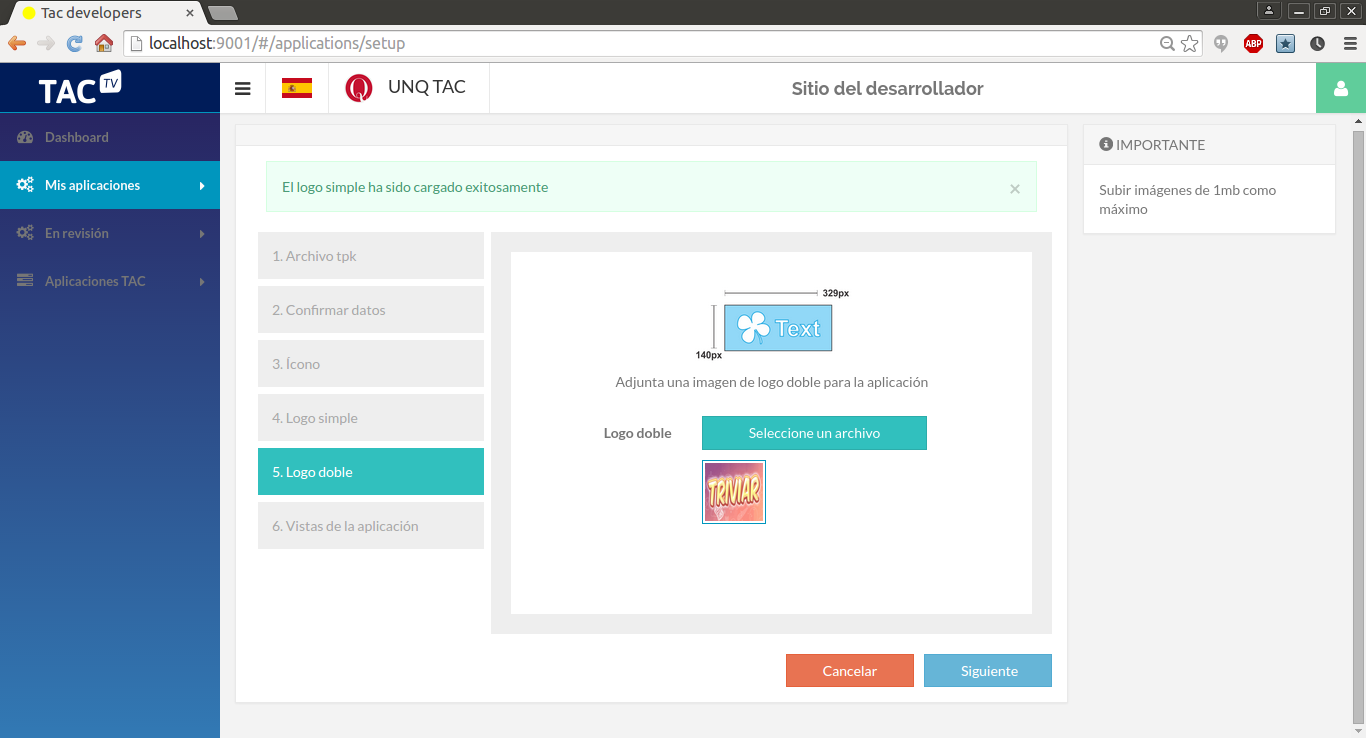 Tac developers
localhost:9001/#/applications/setup
ABP
TAC TV
UNQ TAC
Sitio del desarrollador
Dashboard
Mis aplicaciones
En revisión
Aplicaciones TAC
El logo simple ha sido cargado exitosamente
×
1. Archivo tpk
2. Confirmar datos
3. Ícono
4. Logo simple
5. Logo doble
6. Vistas de la aplicación
329px
Text
140px
Adjunta una imagen de logo doble para la aplicación
Logo doble
Seleccione un archivo
TRIVIAR
Cancelar
Siguiente
IMPORTANTE
Subir imágenes de 1mb como
máximo